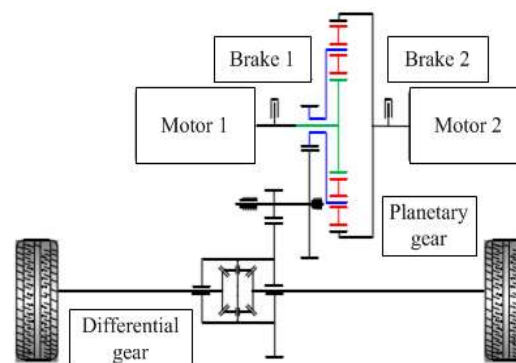 Brake 1
Brake 2
Motor 1
Motor 2
Planetary
gear
Differential
gear